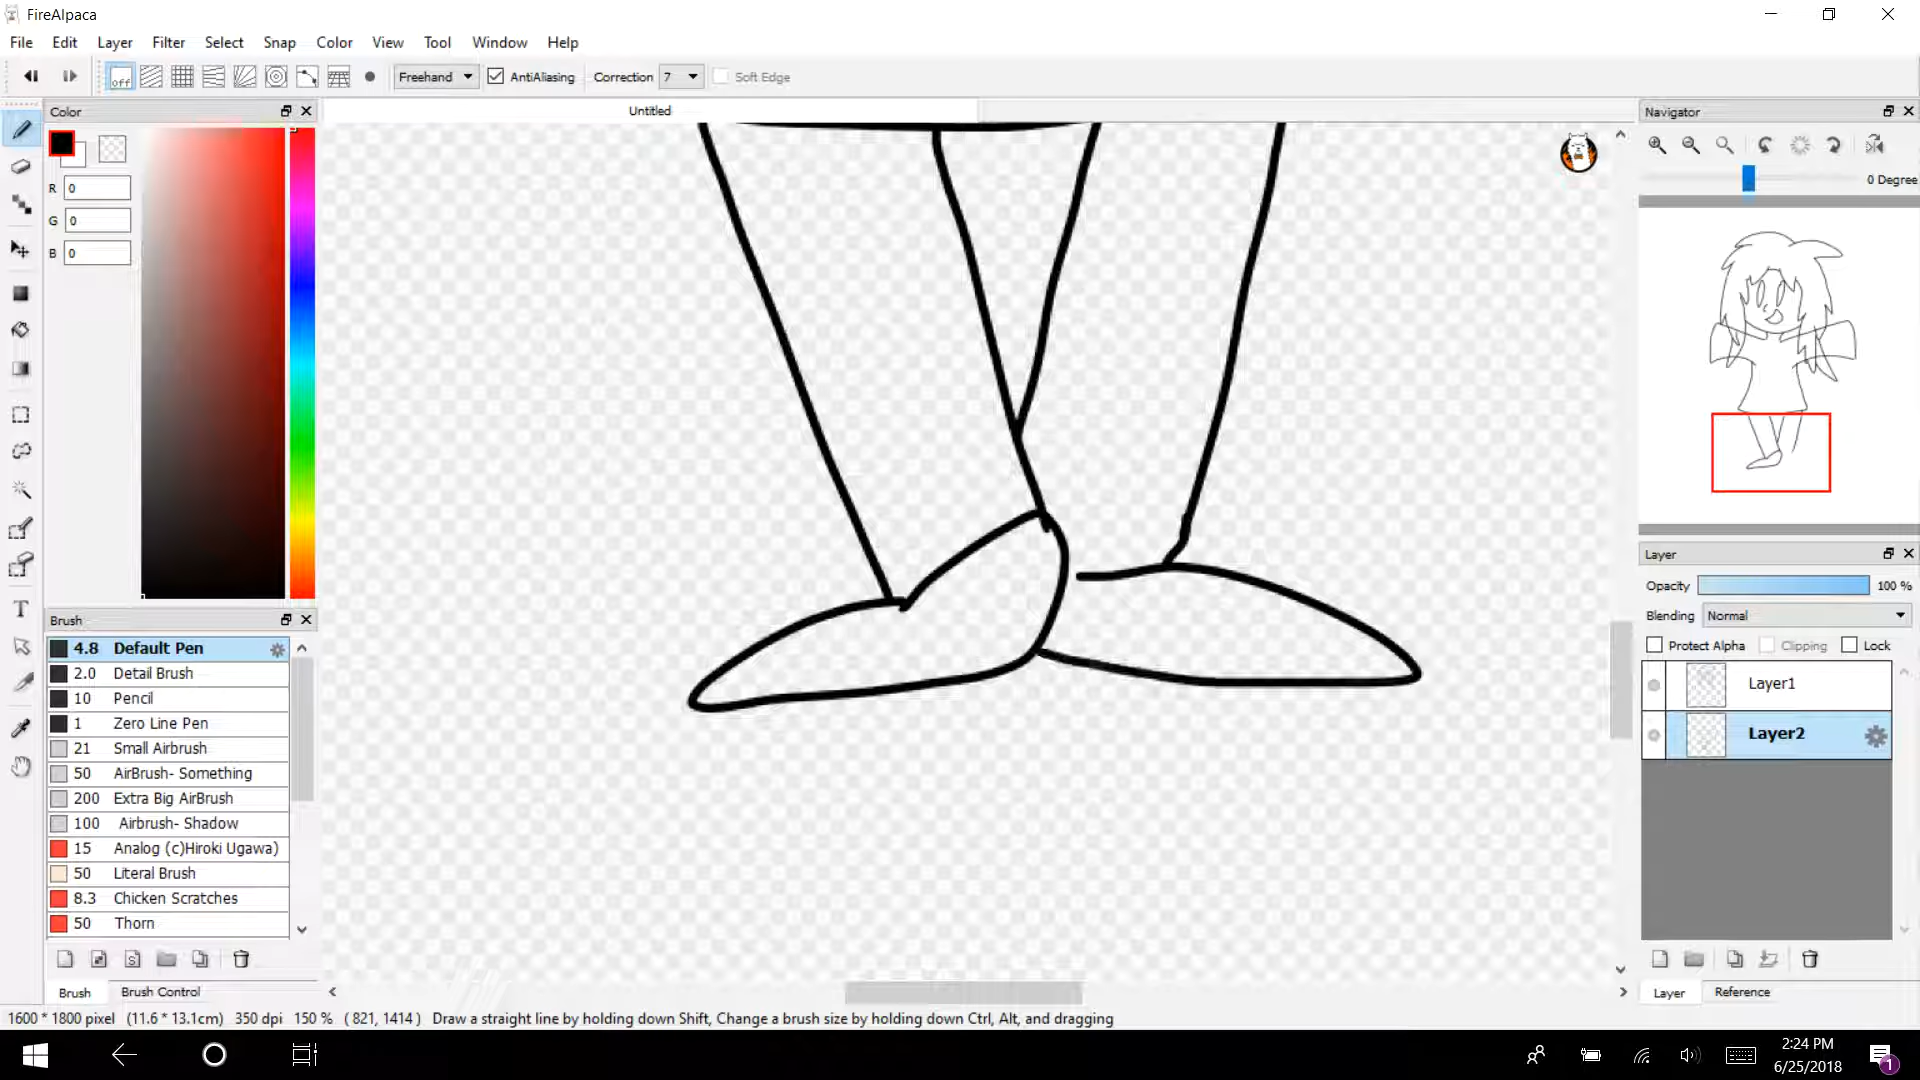 FireAlpaca
File Edit Layer Filter Select Snap Color View Tool Window Help
off Freehand AntiAliasing Correction 7 Soft Edge
Color
Untitled
Navigator
R 0
G 0
B 0
0 Degree
Layer
Opacity 100 %
Blending Normal
Protect Alpha Clipping Lock
Layer1
Layer2
Brush
4.8 Default Pen
2.0 Detail Brush
10 Pencil
1 Zero Line Pen
21 Small Airbrush
50 AirBrush- Something
200 Extra Big AirBrush
100 Airbrush- Shadow
15 Analog (c)Hiroki Ugawa)
50 Literal Brush
8.3 Chicken Scratches
50 Thorn
S
Brush Brush Control
Layer Reference
1600 * 1800 pixel (11.6 * 13.1cm) 350 dpi 150 % ( 821, 1414 ) Draw a straight line by holding down Shift, Change a brush size by holding down Ctrl, Alt, and dragging
T
2:24 PM
6/25/2018
1